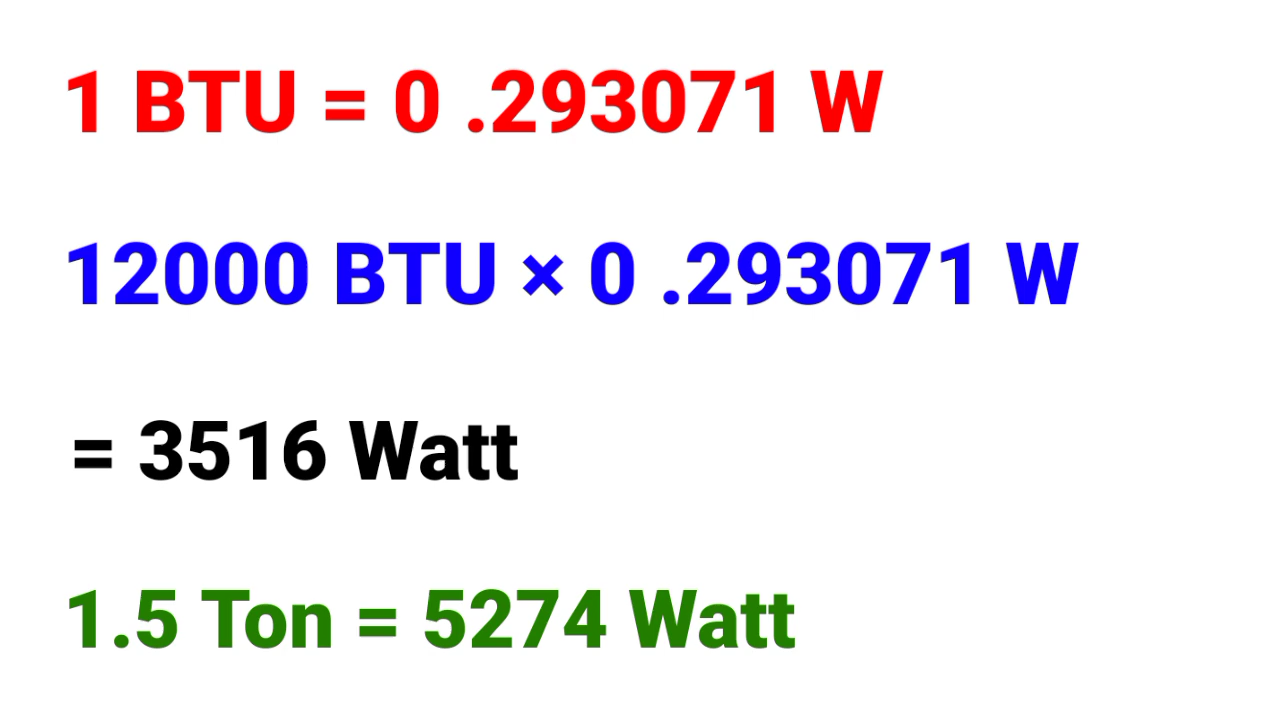 1 BTU = 0 .293071 W
12000 BTU × 0 .293071 W
= 3516 Watt
1.5 Ton = 5274 Watt